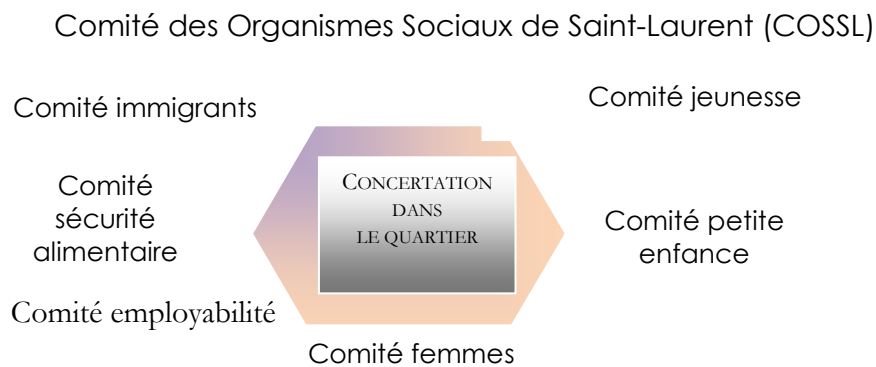 Comité des Organismes Sociaux de Saint-Laurent (COSSL)
Comité immigrants
Comité jeunesse
Comité
sécurité
alimentaire
CONCERTATION
DANS
LE QUARTIER
Comité petite
enfance
Comité employabilité
Comité femmes